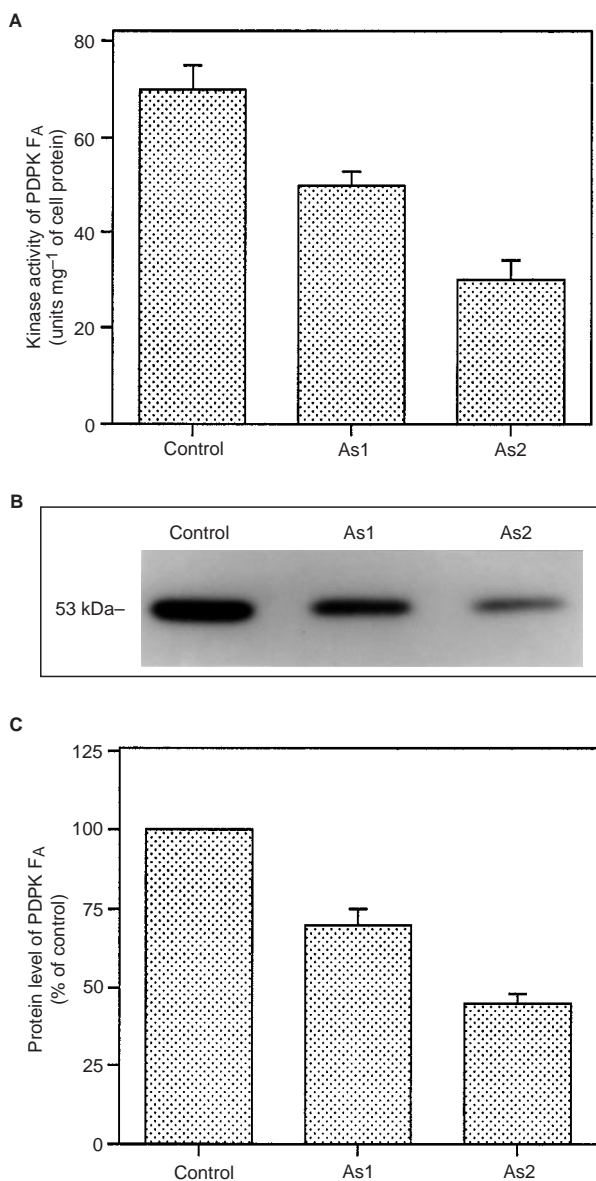 A
Kinase activity of PDPK FA
(units mg–1 of cell protein)
80
60
40
20
0
Control As1 As2
B
Control As1 As2
53 kDa–
C
Protein level of PDPK FA
(% of control)
125
100
75
50
25
0
Control As1 As2